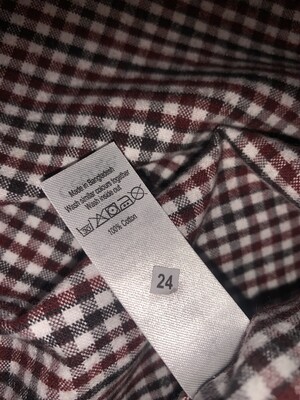 Made in Bangladesh
Wash similar colours together
Wash inside out
100% Cotton
24